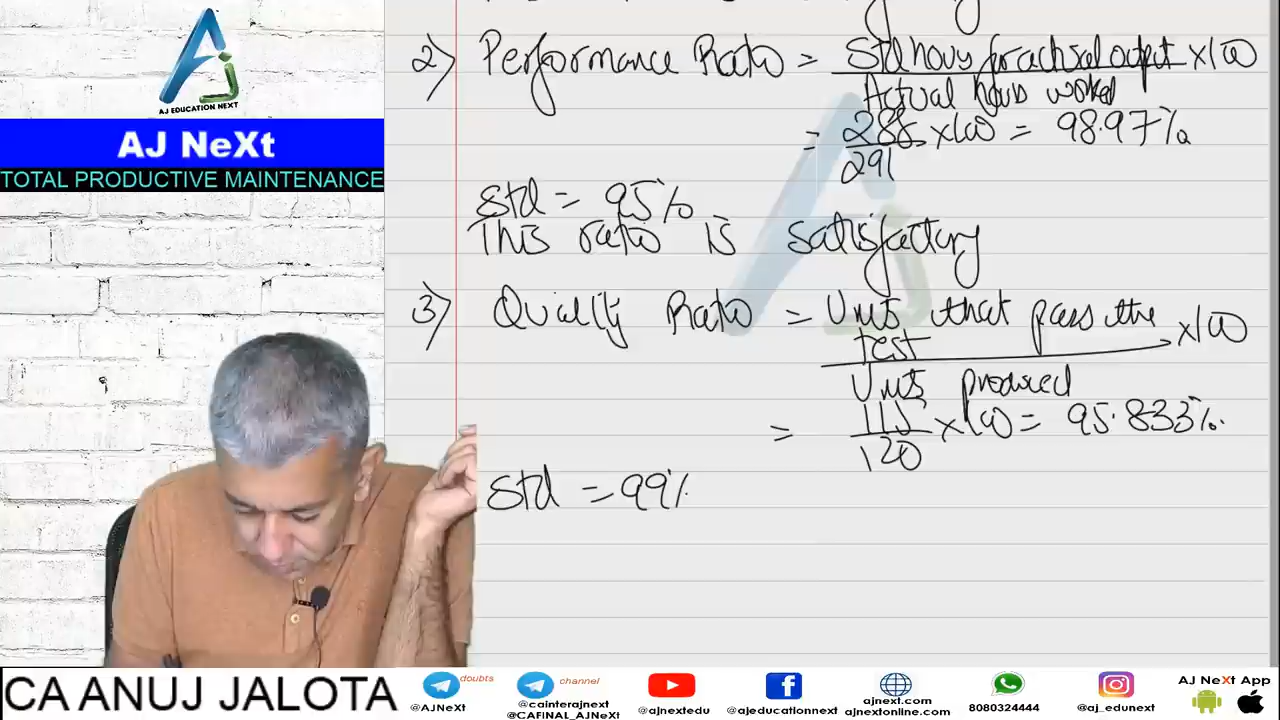 AJ EDUCATION NEXT
AJ NeXt
TOTAL PRODUCTIVE MAINTENANCE
2) Performance Ratio = Std hours for actual output x100
Actual hours worked
= 288 x100 = 98.97%
291
Std = 95%
This ratio is satisfactory
3) Quality Ratio = Units that pass the
test x100
Units produced
= 115 x100 = 95.833%.
120
Std = 99%
CA ANUJ JALOTA
doubts
@AJNeXt
channel
@cainterajnext
@CAFINAL_AJNeXt
@ajnextedu
@ajeducationnext
ajnext.com
ajnextonline.com
8080324444
@aj_edunext
AJ NeXt App